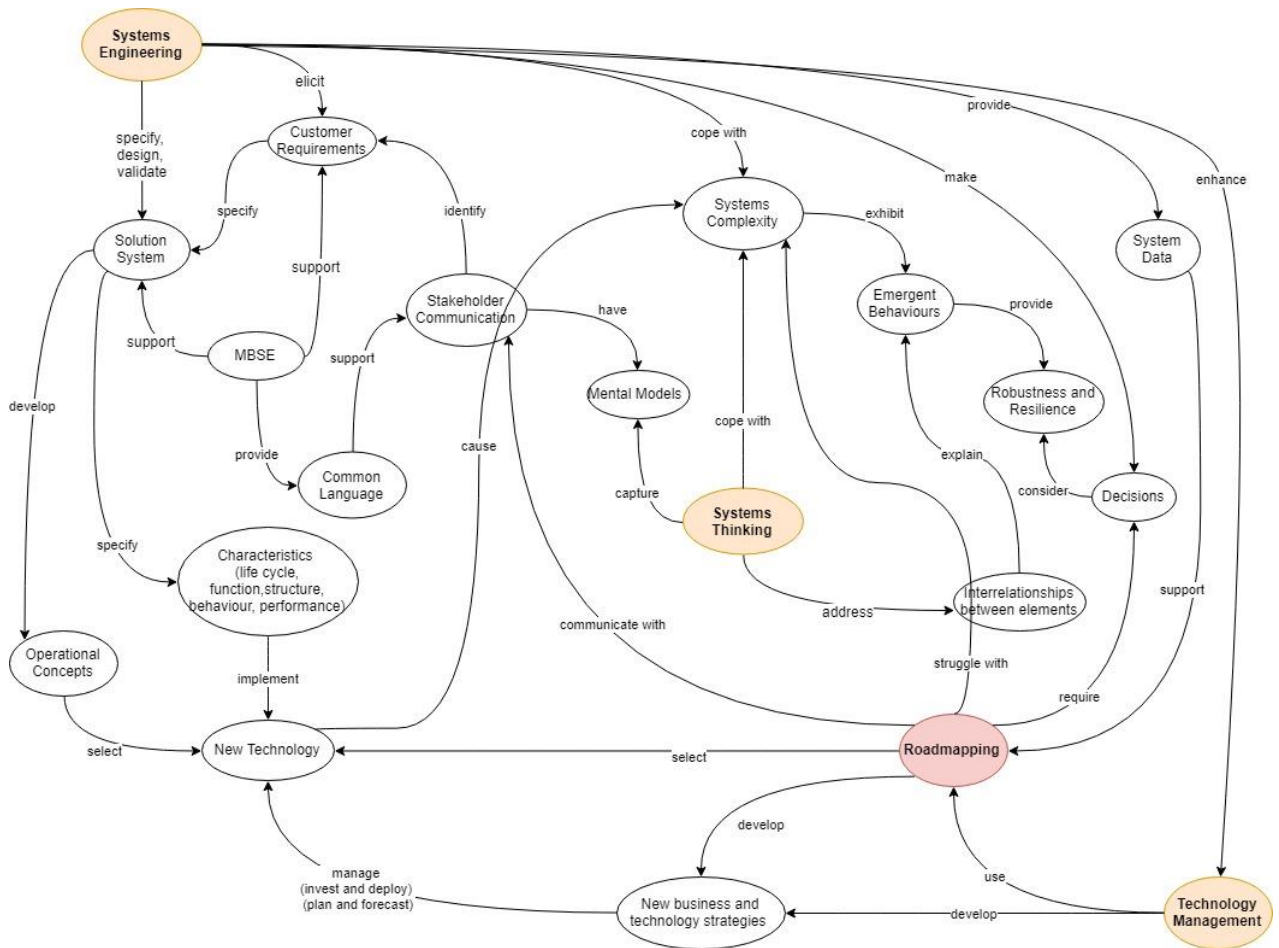 Systems
Engineering
elicit
provide
specify,
design,
validate
Customer
Requirements
cope with
make
enhance
specify
identify
Systems
Complexity
exhibit
Solution
System
System
Data
support
Stakeholder
Communication
have
Emergent
Behaviours
provide
support
MBSE
support
develop
Mental Models
Robustness and
Resilience
cope with
cause
provide
explain
Common
Language
capture
consider
Decisions
Systems
Thinking
specify
Characteristics
(life cycle,
function,structure,
behaviour, performance)
support
Interrelationships
between elements
address
communicate with
Operational
Concepts
implement
struggle with
require
select
New Technology
select
Roadmapping
develop
manage
(invest and deploy)
(plan and forecast)
use
New business and
technology strategies
develop
Technology
Management